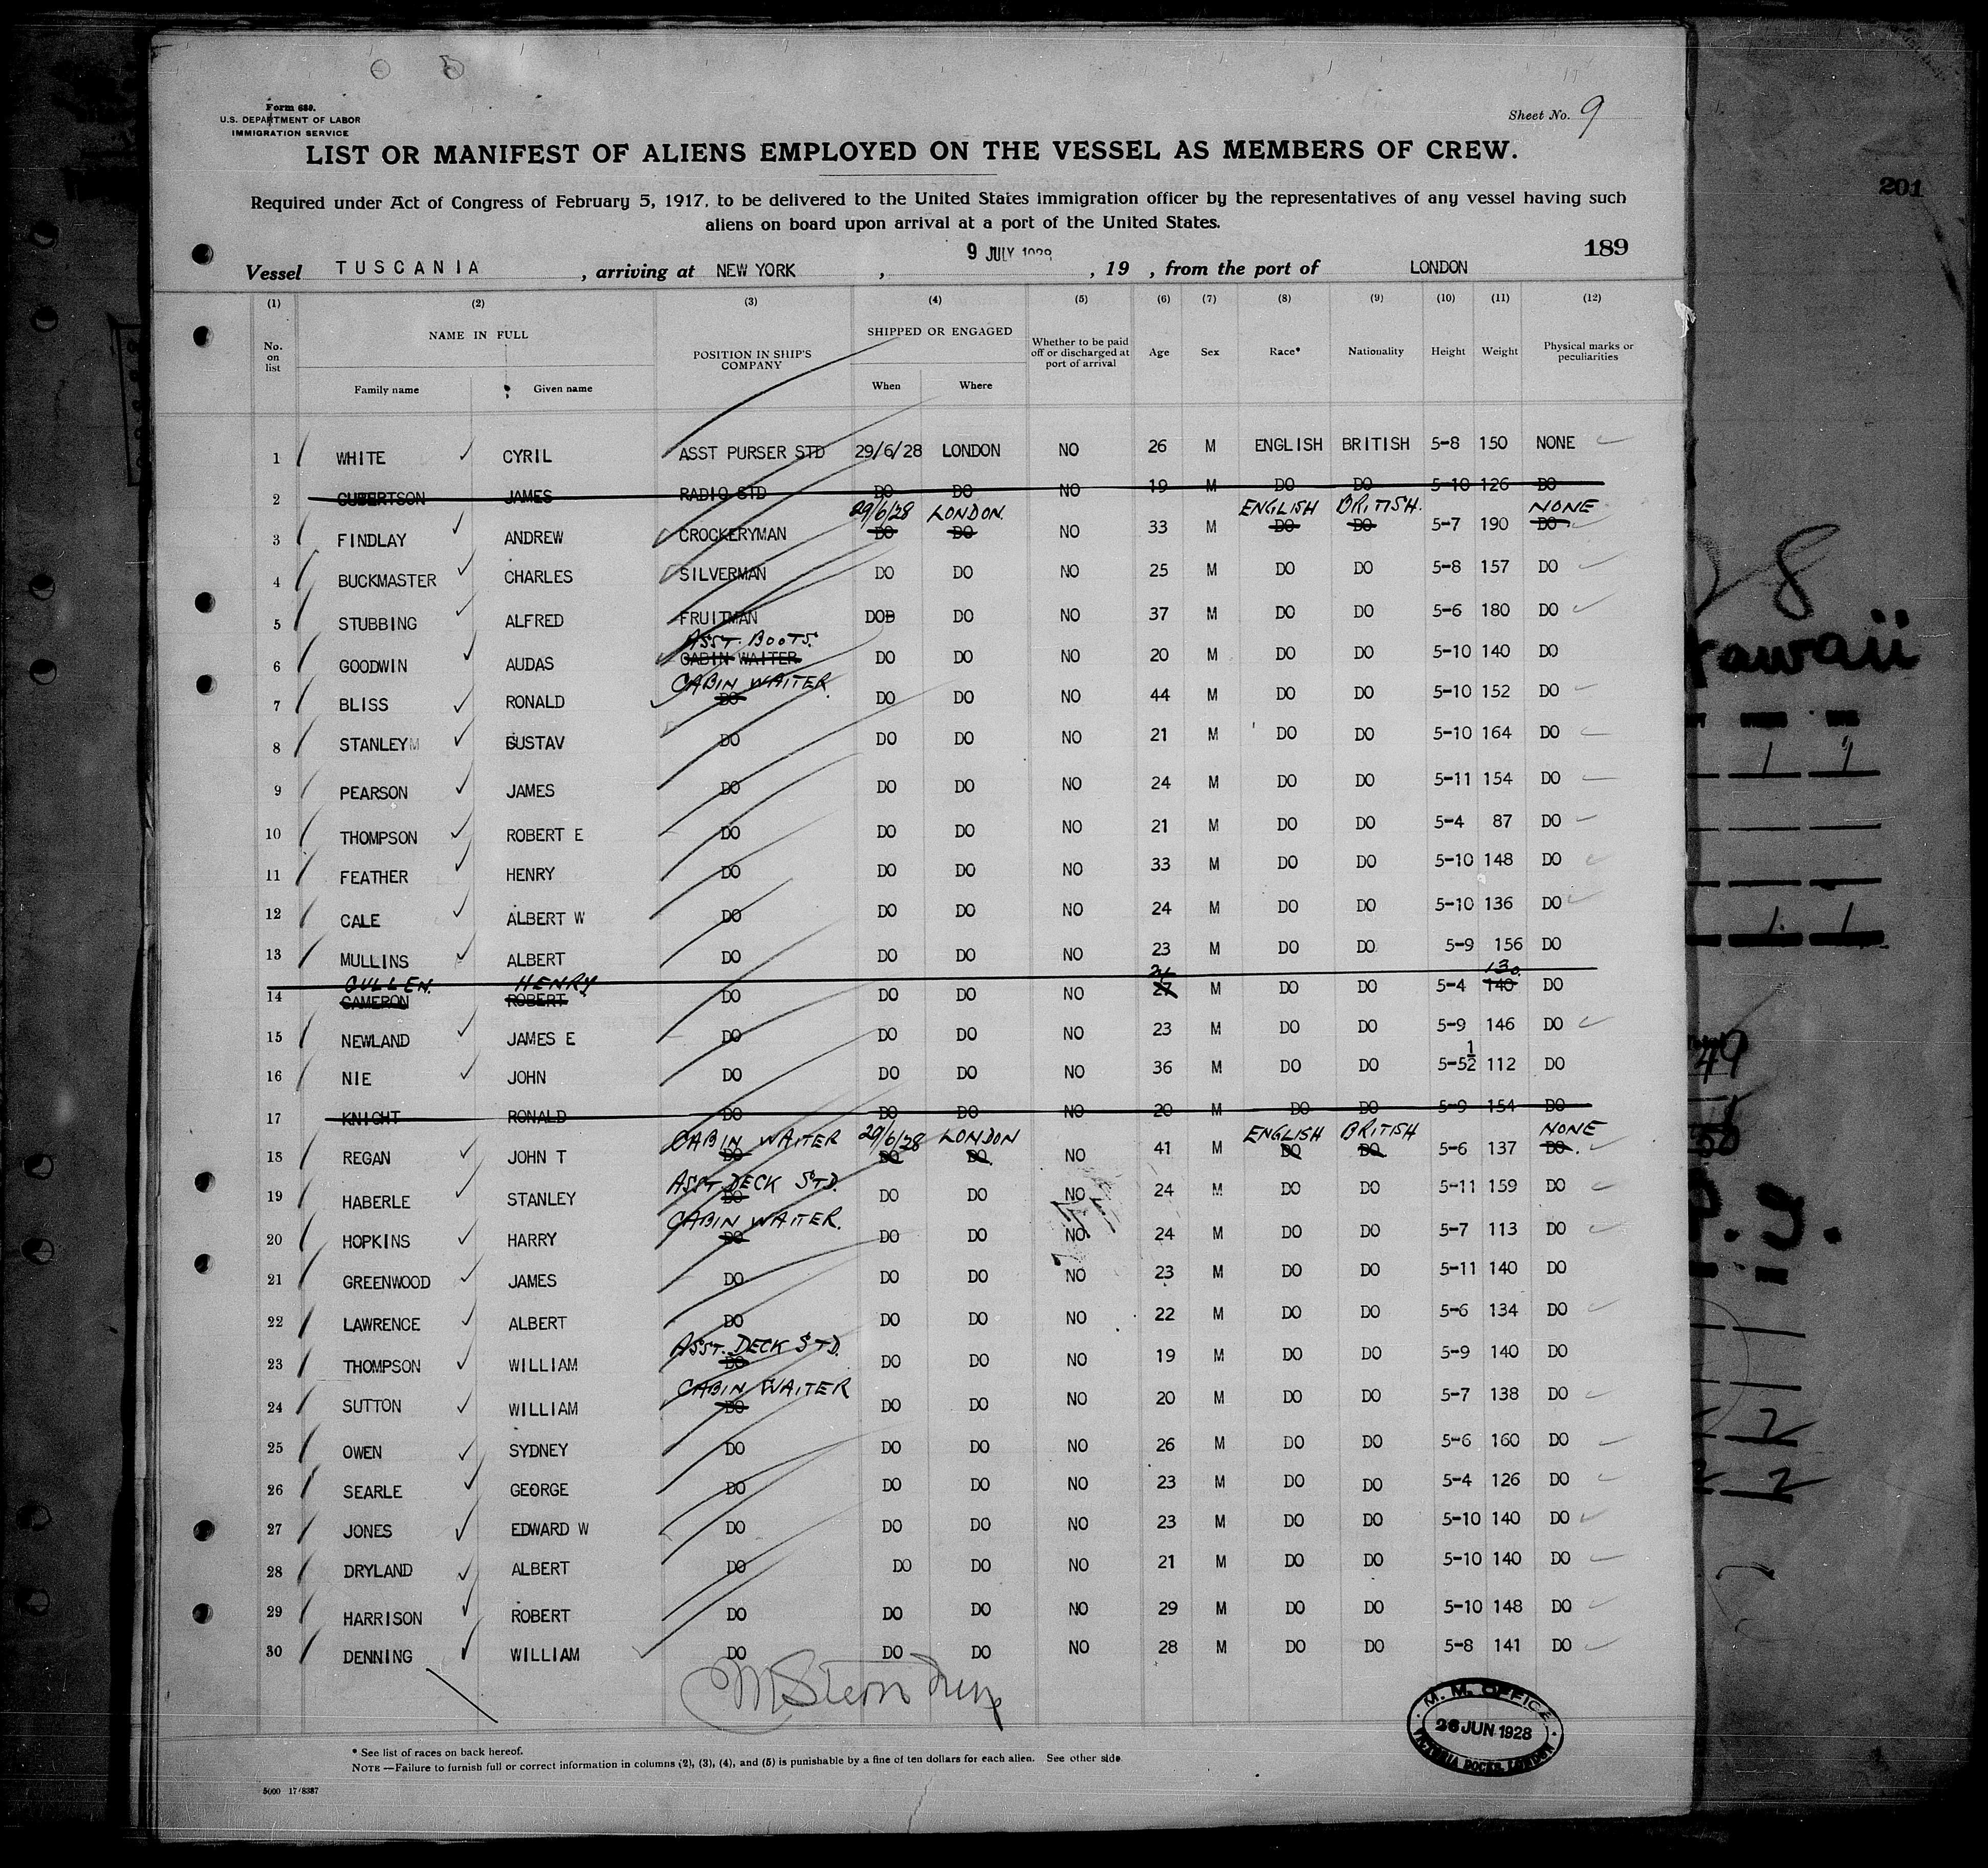 Form 689.
U.S. DEPARTMENT OF LABOR
IMMIGRATION SERVICE
Sheet No. 9
LIST OR MANIFEST OF ALIENS EMPLOYED ON THE VESSEL AS MEMBERS OF CREW.
201
Required under Act of Congress of February 5, 1917, to be delivered to the United States immigration officer by the representatives of any vessel having such
aliens on board upon arrival at a port of the United States.
189
Vessel TUSCANIA, arriving at NEW YORK, 9 JULY 1928, 19 , from the port of LONDON
(1) (2) (3) (4) (5) (6) (7) (8) (9) (10) (11) (12)
No. on list NAME IN FULL Family name Given name POSITION IN SHIP'S COMPANY SHIPPED OR ENGAGED When Where Whether to be paid off or discharged at port of arrival Age Sex Race* Nationality Height Weight Physical marks or peculiarities
1 WHITE CYRIL ASST PURSER STD 29/6/28 LONDON NO 26 M ENGLISH BRITISH 5-8 150 NONE
2 CUBERTSON JAMES RADIO STD DO DO NO 19 M DO DO 5-10 126 DO
29/6/28 LONDON. ENGLISH BRITISH. NONE
3 FINDLAY ANDREW CROCKERYMAN DO DO NO 33 M DO DO 5-7 190 DO
4 BUCKMASTER CHARLES SILVERMAN DO DO NO 25 M DO DO 5-8 157 DO
5 STUBBING ALFRED FRUITMAN DOB DO NO 37 M DO DO 5-6 180 DO
ASST. BOOTS.
6 GOODWIN AUDAS CABIN WAITER DO DO NO 20 M DO DO 5-10 140 DO
CABIN WAITER.
7 BLISS RONALD DO DO DO NO 44 M DO DO 5-10 152 DO
8 STANLEYM GUSTAV DO DO DO NO 21 M DO DO 5-10 164 DO
9 PEARSON JAMES DO DO DO NO 24 M DO DO 5-11 154 DO
10 THOMPSON ROBERT E DO DO DO NO 21 M DO DO 5-4 87 DO
11 FEATHER HENRY DO DO DO NO 33 M DO DO 5-10 148 DO
12 CALE ALBERT W DO DO DO NO 24 M DO DO 5-10 136 DO
13 MULLINS ALBERT DO DO DO NO 23 M DO DO 5-9 156 DO
CULLEN. HENRY 21 130.
14 CAMERON ROBERT DO DO DO NO 27 M DO DO 5-4 140 DO
15 NEWLAND JAMES E DO DO DO NO 23 M DO DO 5-9 146 DO
16 NIE JOHN DO DO DO NO 36 M DO DO 5-5½ 112 DO
17 KNIGHT RONALD DO DO DO NO 20 M DO DO 5-9 154 DO
CABIN WAITER 29/6/28 LONDON ENGLISH BRITISH NONE
18 REGAN JOHN T DO DO DO NO 41 M DO DO 5-6 137 DO
ASST DECK STD.
19 HABERLE STANLEY DO DO DO NO 24 M DO DO 5-11 159 DO
CABIN WAITER.
20 HOPKINS HARRY DO DO DO NO 24 M DO DO 5-7 113 DO
21 GREENWOOD JAMES DO DO DO NO 23 M DO DO 5-11 140 DO
22 LAWRENCE ALBERT DO DO DO NO 22 M DO DO 5-6 134 DO
ASST. DECK STD.
23 THOMPSON WILLIAM DO DO DO NO 19 M DO DO 5-9 140 DO
CABIN WAITER
24 SUTTON WILLIAM DO DO DO NO 20 M DO DO 5-7 138 DO
25 OWEN SYDNEY DO DO DO NO 26 M DO DO 5-6 160 DO
26 SEARLE GEORGE DO DO DO NO 23 M DO DO 5-4 126 DO
27 JONES EDWARD W DO DO DO NO 23 M DO DO 5-10 140 DO
28 DRYLAND ALBERT DO DO DO NO 21 M DO DO 5-10 140 DO
29 HARRISON ROBERT DO DO DO NO 29 M DO DO 5-10 148 DO
30 DENNING WILLIAM DO DO DO NO 28 M DO DO 5-8 141 DO
M. M. OFFICE
26 JUN 1928
VICTORIA DOCKS, LONDON
* See list of races on back hereof.
NOTE —Failure to furnish full or correct information in columns (2), (3), (4), and (5) is punishable by a fine of ten dollars for each alien. See other side
5000 17-8387